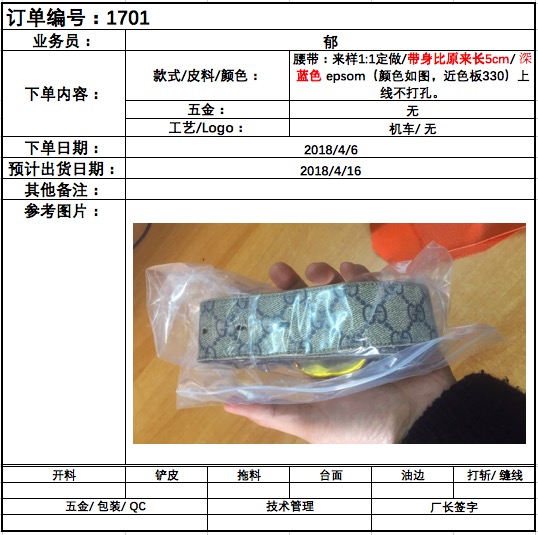 订单编号：1701
业务员： 郁
下单内容：
款式/皮料/颜色：
腰带：来样1:1定做/带身比原来长5cm/ 深
蓝色 epsom（颜色如图，近色板330）上
线不打孔。
五金： 无
工艺/Logo： 机车/ 无
下单日期： 2018/4/6
预计出货日期： 2018/4/16
其他备注：
参考图片：
开料 铲皮 拖料 台面 油边 打斩/ 缝线
五金/ 包装/ QC 技术管理 厂长签字